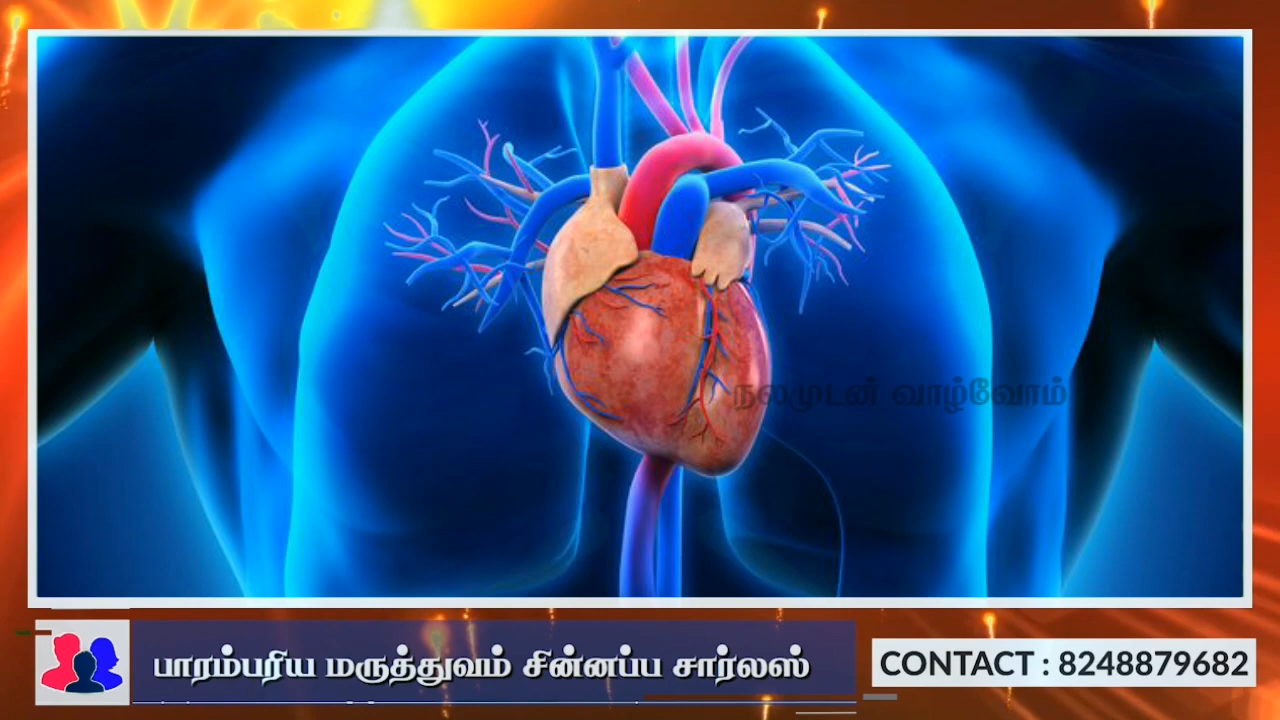 நலமுடன் வாழ்வோம்
பாரம்பரிய மருத்துவம் சின்னப்ப சார்லஸ்
CONTACT : 8248879682